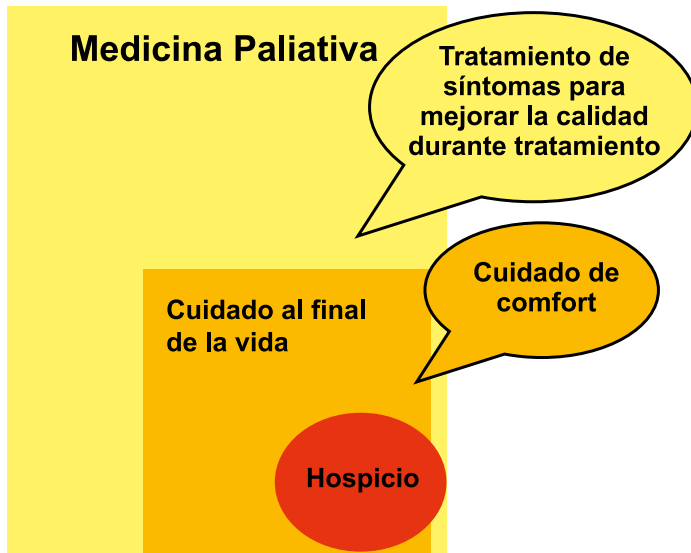 Medicina Paliativa
Tratamiento de
síntomas para
mejorar la calidad
durante tratamiento
Cuidado de
comfort
Cuidado al final
de la vida
Hospicio